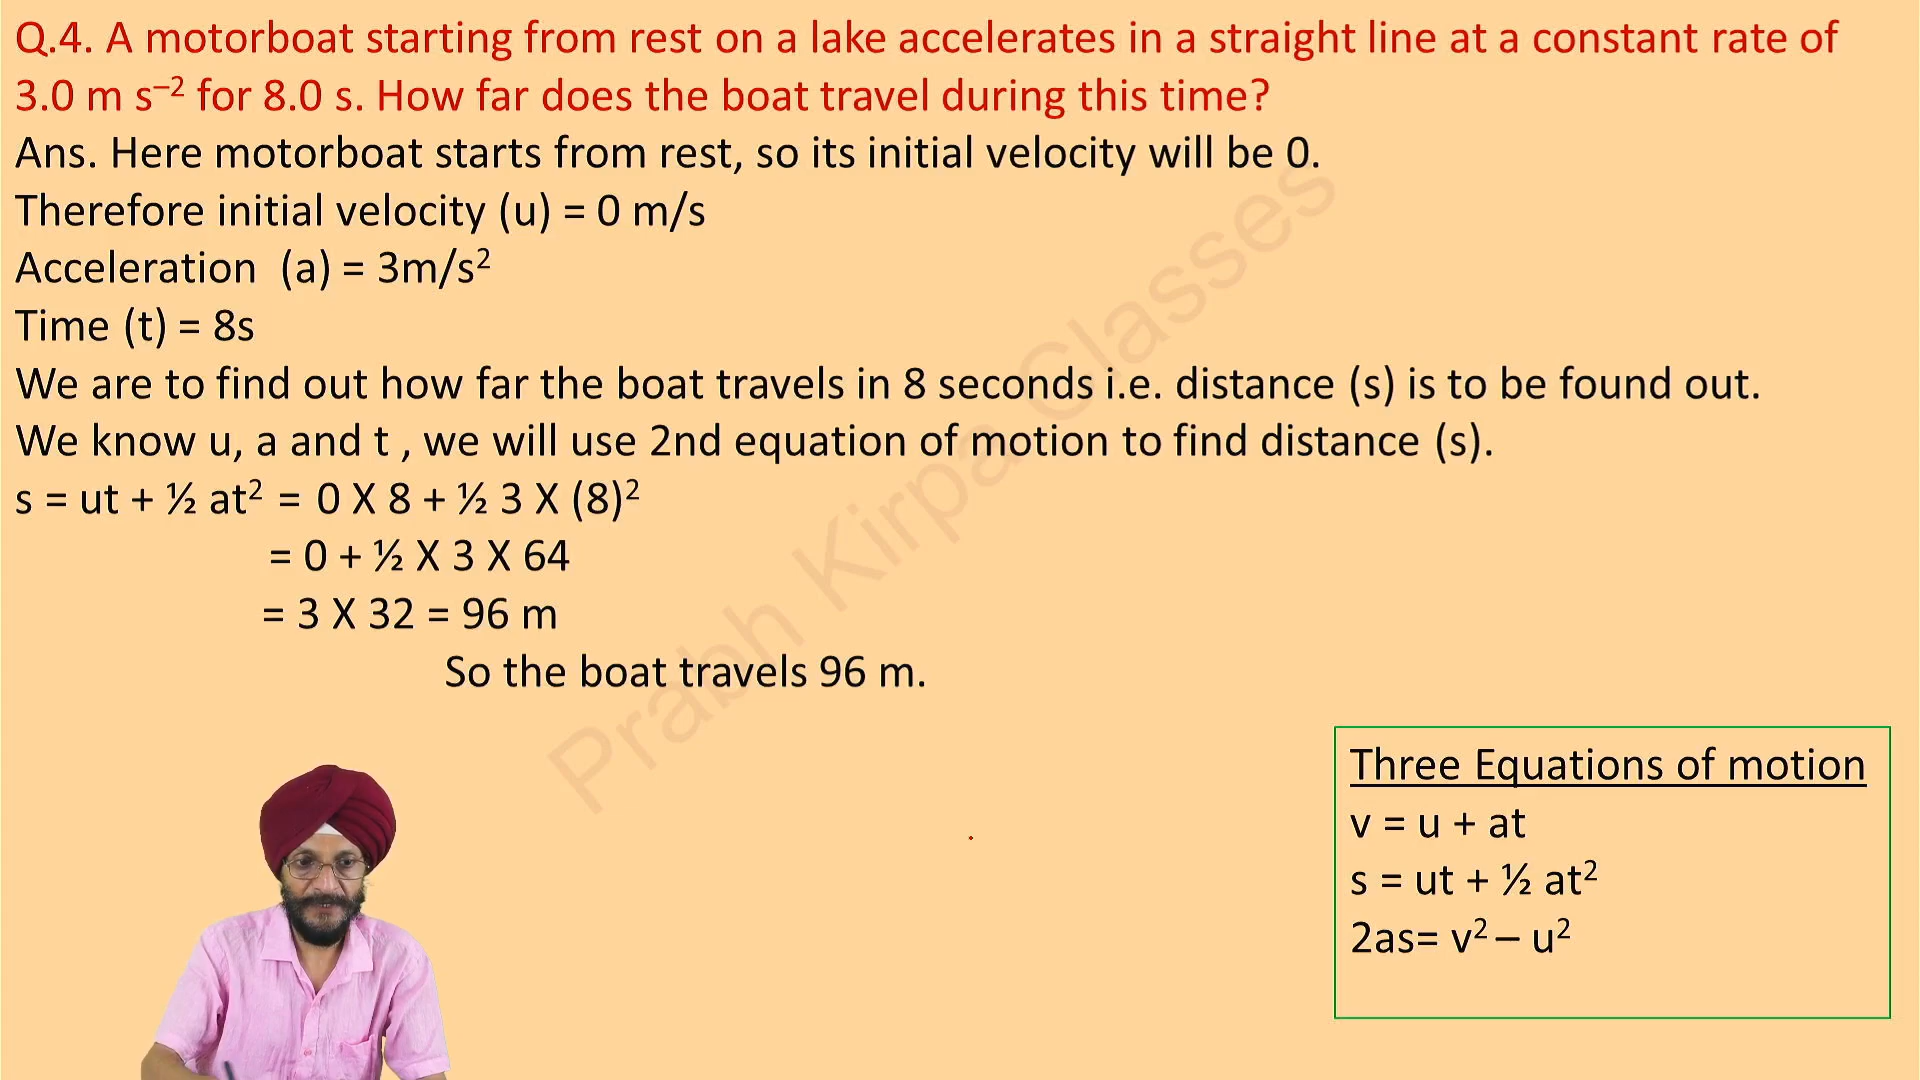 Q.4. A motorboat starting from rest on a lake accelerates in a straight line at a constant rate of
3.0 m s⁻² for 8.0 s. How far does the boat travel during this time?
Ans. Here motorboat starts from rest, so its initial velocity will be 0.
Therefore initial velocity (u) = 0 m/s
Acceleration (a) = 3m/s²
Time (t) = 8s
We are to find out how far the boat travels in 8 seconds i.e. distance (s) is to be found out.
We know u, a and t , we will use 2nd equation of motion to find distance (s).
s = ut + ½ at² = 0 X 8 + ½ 3 X (8)²
= 0 + ½ X 3 X 64
= 3 X 32 = 96 m
So the boat travels 96 m.
Prabh Kirpa Classes
Three Equations of motion
v = u + at
s = ut + ½ at²
2as= v² – u²